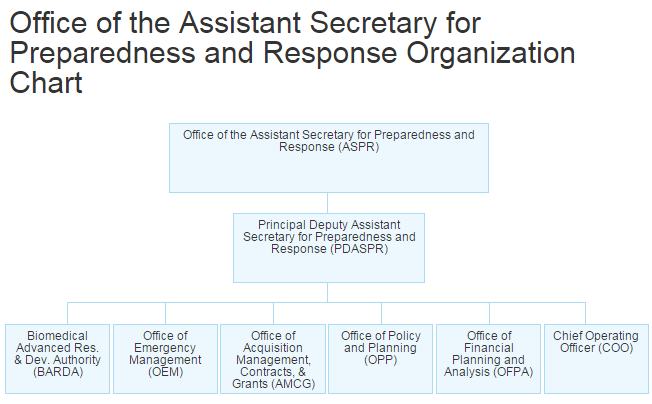 Office of the Assistant Secretary for
Preparedness and Response Organization
Chart
Office of the Assistant Secretary for Preparedness and
Response (ASPR)
Principal Deputy Assistant
Secretary for Preparedness and
Response (PDASPR)
Biomedical
Advanced Res.
& Dev. Authority
(BARDA)
Office of
Emergency
Management
(OEM)
Office of
Acquisition
Management,
Contracts, &
Grants (AMCG)
Office of Policy
and Planning
(OPP)
Office of
Financial
Planning and
Analysis (OFPA)
Chief Operating
Officer (COO)